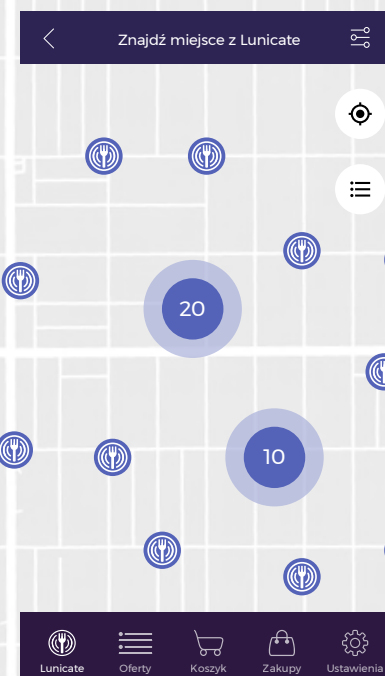 Znajdź miejsce z Lunicate
20
10
Lunicate
Oferty
Koszyk
Zakupy
Ustawienia